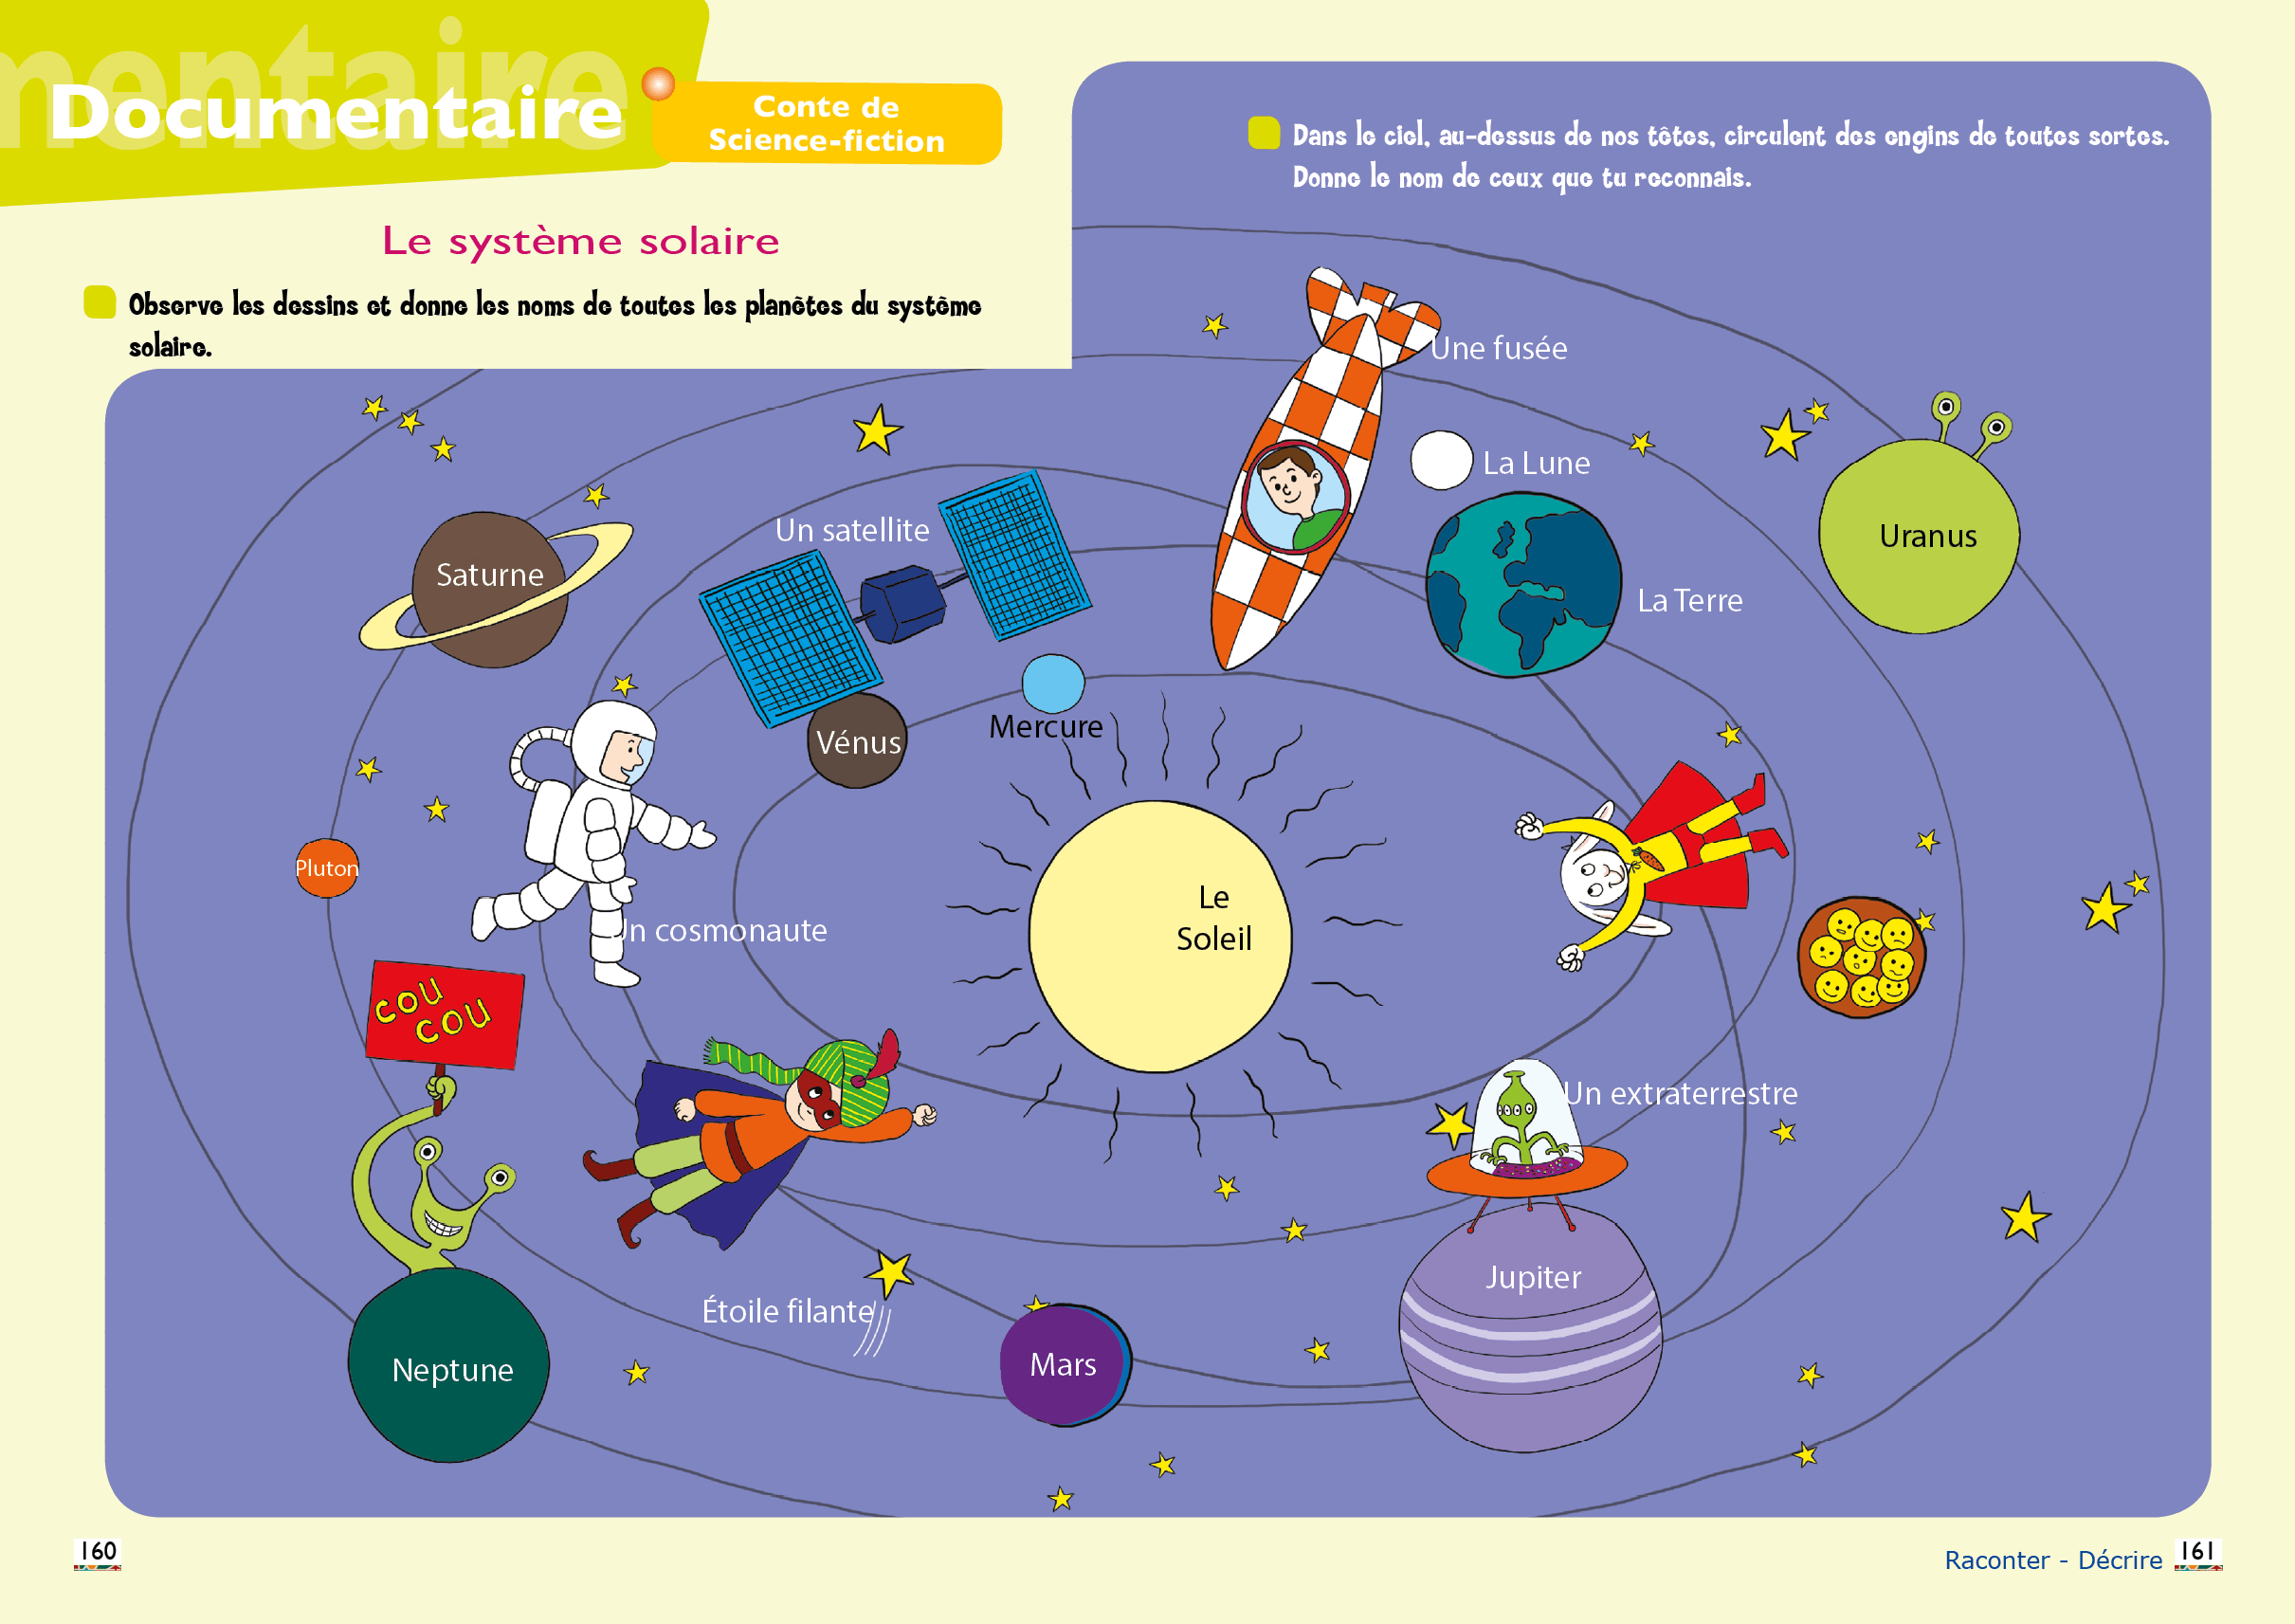 mentaire
Documentaire
Conte de
Science-fiction
Le système solaire
Observe les dessins et donne les noms de toutes les planètes du système
solaire.
Dans le ciel, au-dessus de nos têtes, circulent des engins de toutes sortes.
Donne le nom de ceux que tu reconnais.
Une fusée
La Lune
Uranus
Un satellite
Saturne
La Terre
Mercure
Vénus
Pluton
Le
Soleil
Un cosmonaute
cou
cou
Un extraterrestre
Jupiter
Étoile filante
Mars
Neptune
160
Raconter - Décrire
161